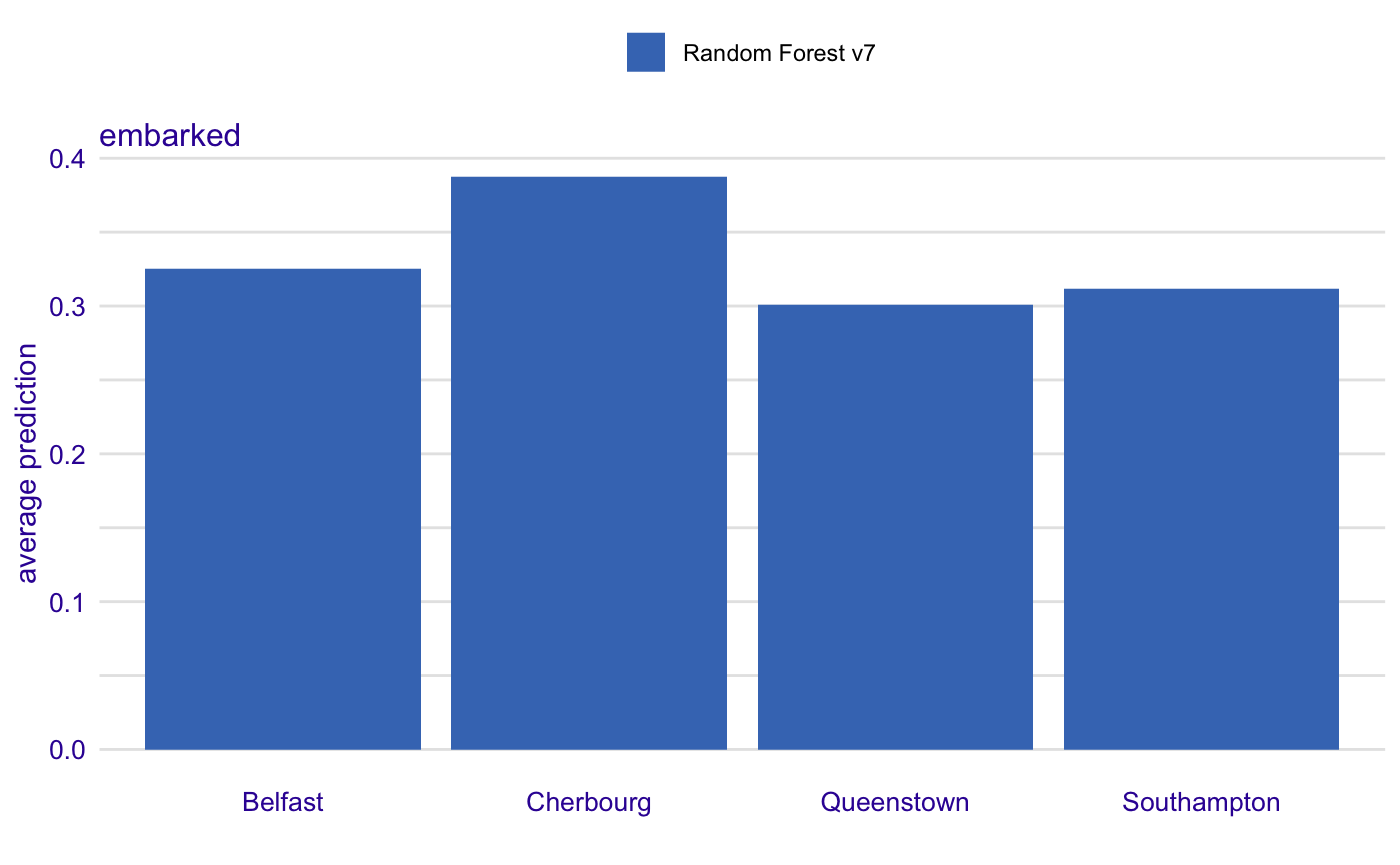 Random Forest v7
embarked
average prediction
0.4
0.3
0.2
0.1
0.0
Belfast
Cherbourg
Queenstown
Southampton